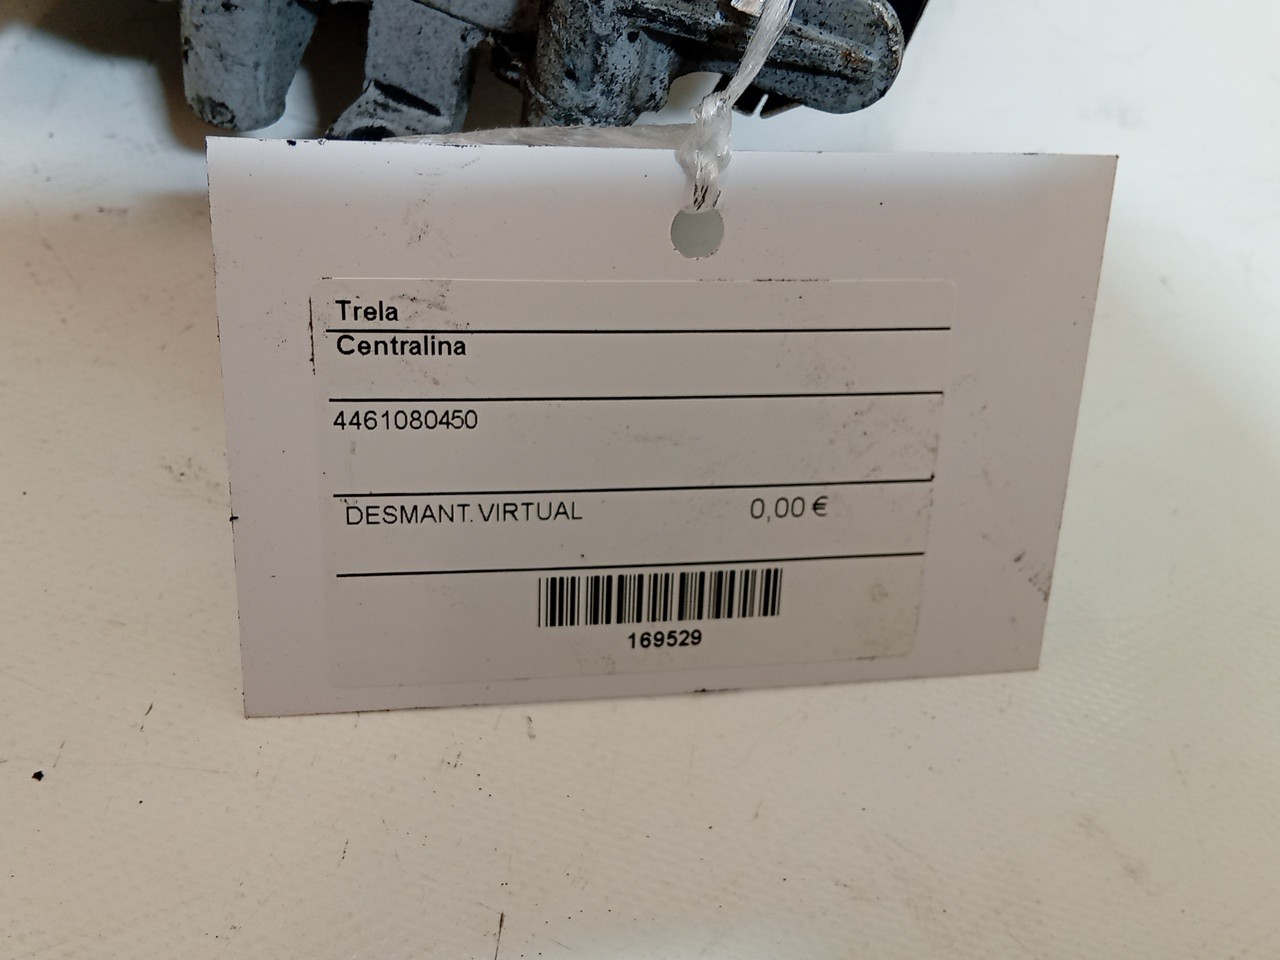 Trela
Centralina
4461080450
DESMANT. VIRTUAL 0,00 €
169529